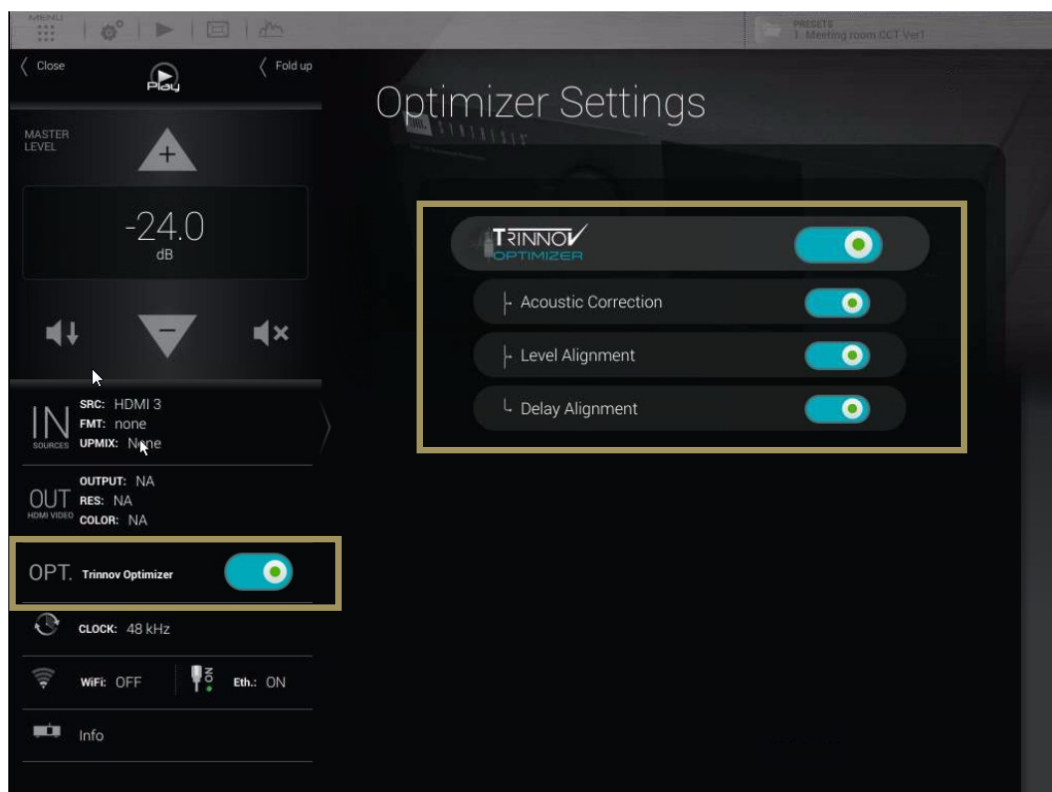 MENU
PRESETS
1: Meeting room CCT Ver1
Close
Play
Fold up
Optimizer Settings
MASTER
LEVEL
+
-24.0
dB
−
TRINNOV
OPTIMIZER
Acoustic Correction
Level Alignment
Delay Alignment
IN
SOURCES
SRC: HDMI 3
FMT: none
UPMIX: None
OUT
HDMI VIDEO
OUTPUT: NA
RES: NA
COLOR: NA
OPT. Trinnov Optimizer
CLOCK: 48 kHz
WiFi: OFF
NO
Eth.: ON
Info